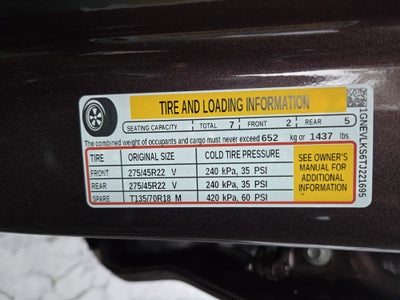 TIRE AND LOADING INFORMATION
SEATING CAPACITY TOTAL 7 FRONT 2 REAR 5
The combined weight of occupants and cargo must never exceed 652 kg or 1437 lbs.
TIRE ORIGINAL SIZE COLD TIRE PRESSURE
FRONT 275/45R22 V 240 kPa, 35 PSI
REAR 275/45R22 V 240 kPa, 35 PSI
SPARE T135/70R18 M 420 kPa, 60 PSI
SEE OWNER'S
MANUAL FOR
ADDITIONAL
INFORMATION
1GNEVLKS6TJ221695